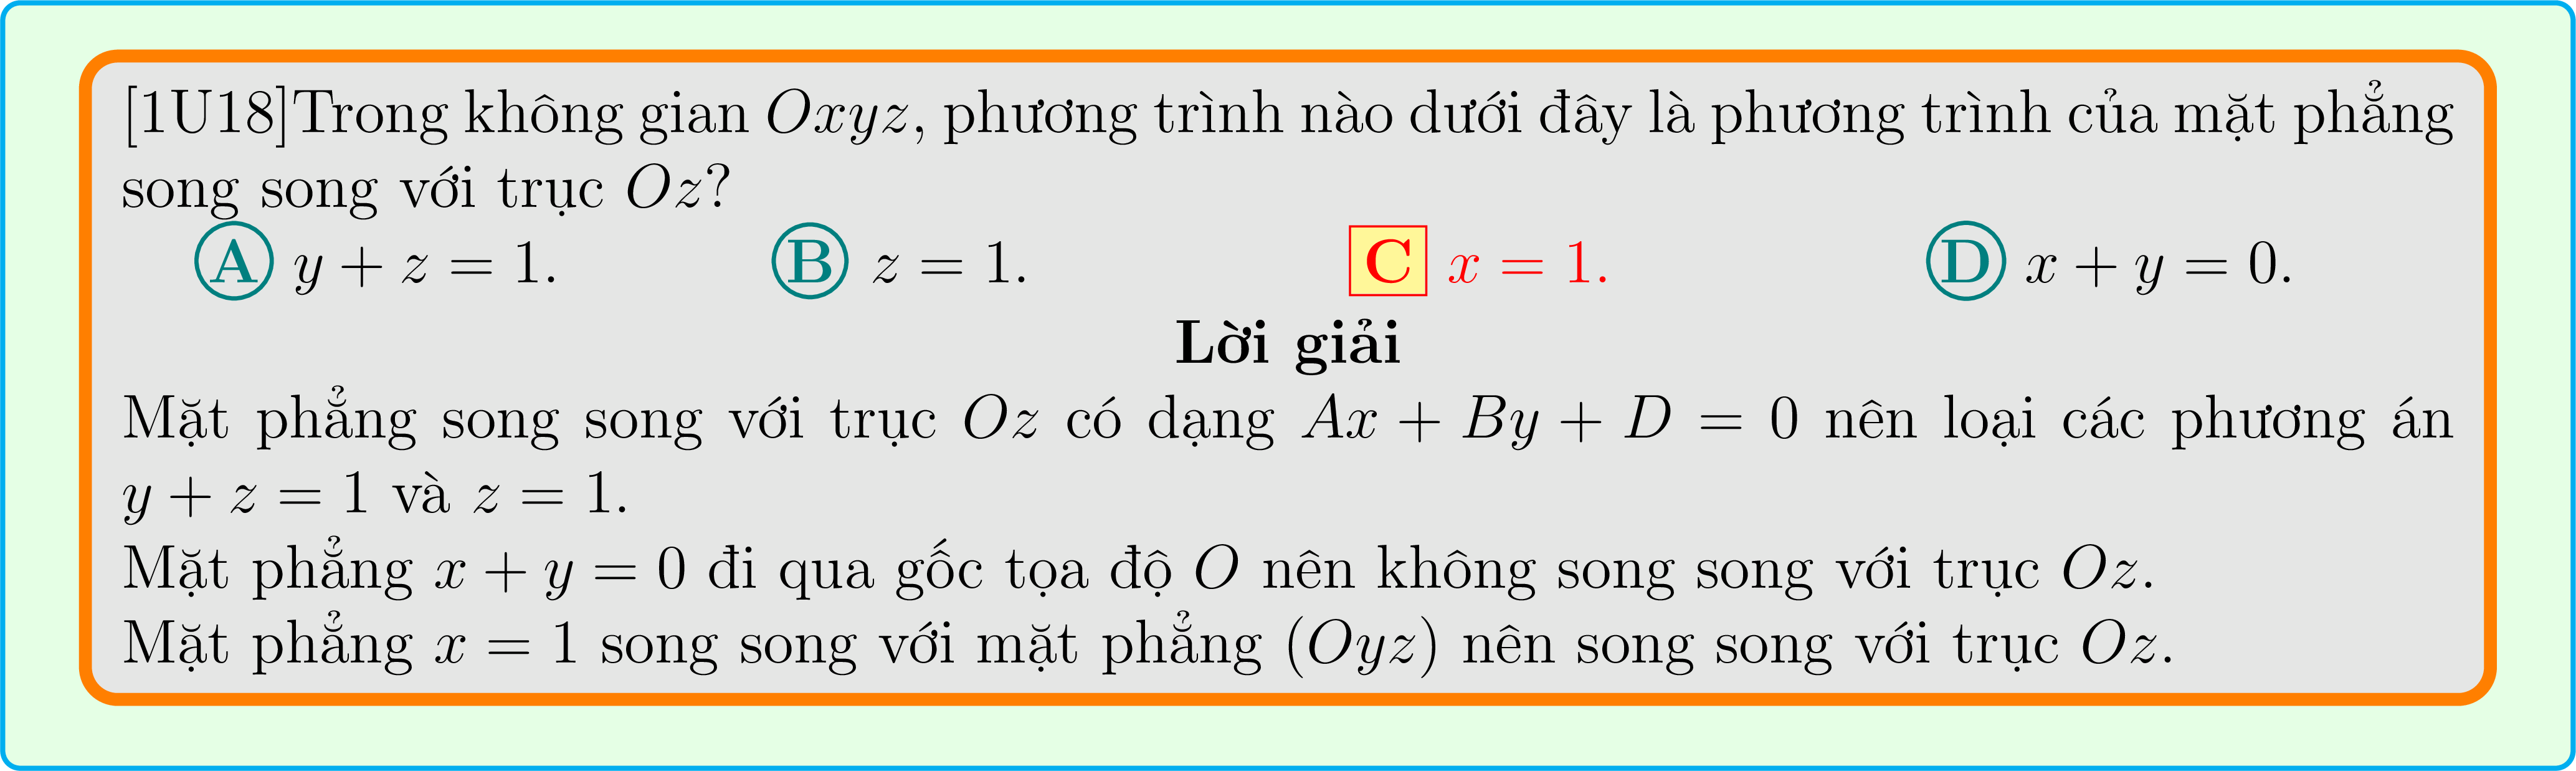 [1U18]Trong không gian Oxyz, phương trình nào dưới đây là phương trình của mặt phẳng
song song với trục Oz?
A y + z = 1. B z = 1. C x = 1. D x + y = 0.
Lời giải
Mặt phẳng song song với trục Oz có dạng Ax + By + D = 0 nên loại các phương án
y + z = 1 và z = 1.
Mặt phẳng x + y = 0 đi qua gốc tọa độ O nên không song song với trục Oz.
Mặt phẳng x = 1 song song với mặt phẳng (Oyz) nên song song với trục Oz.